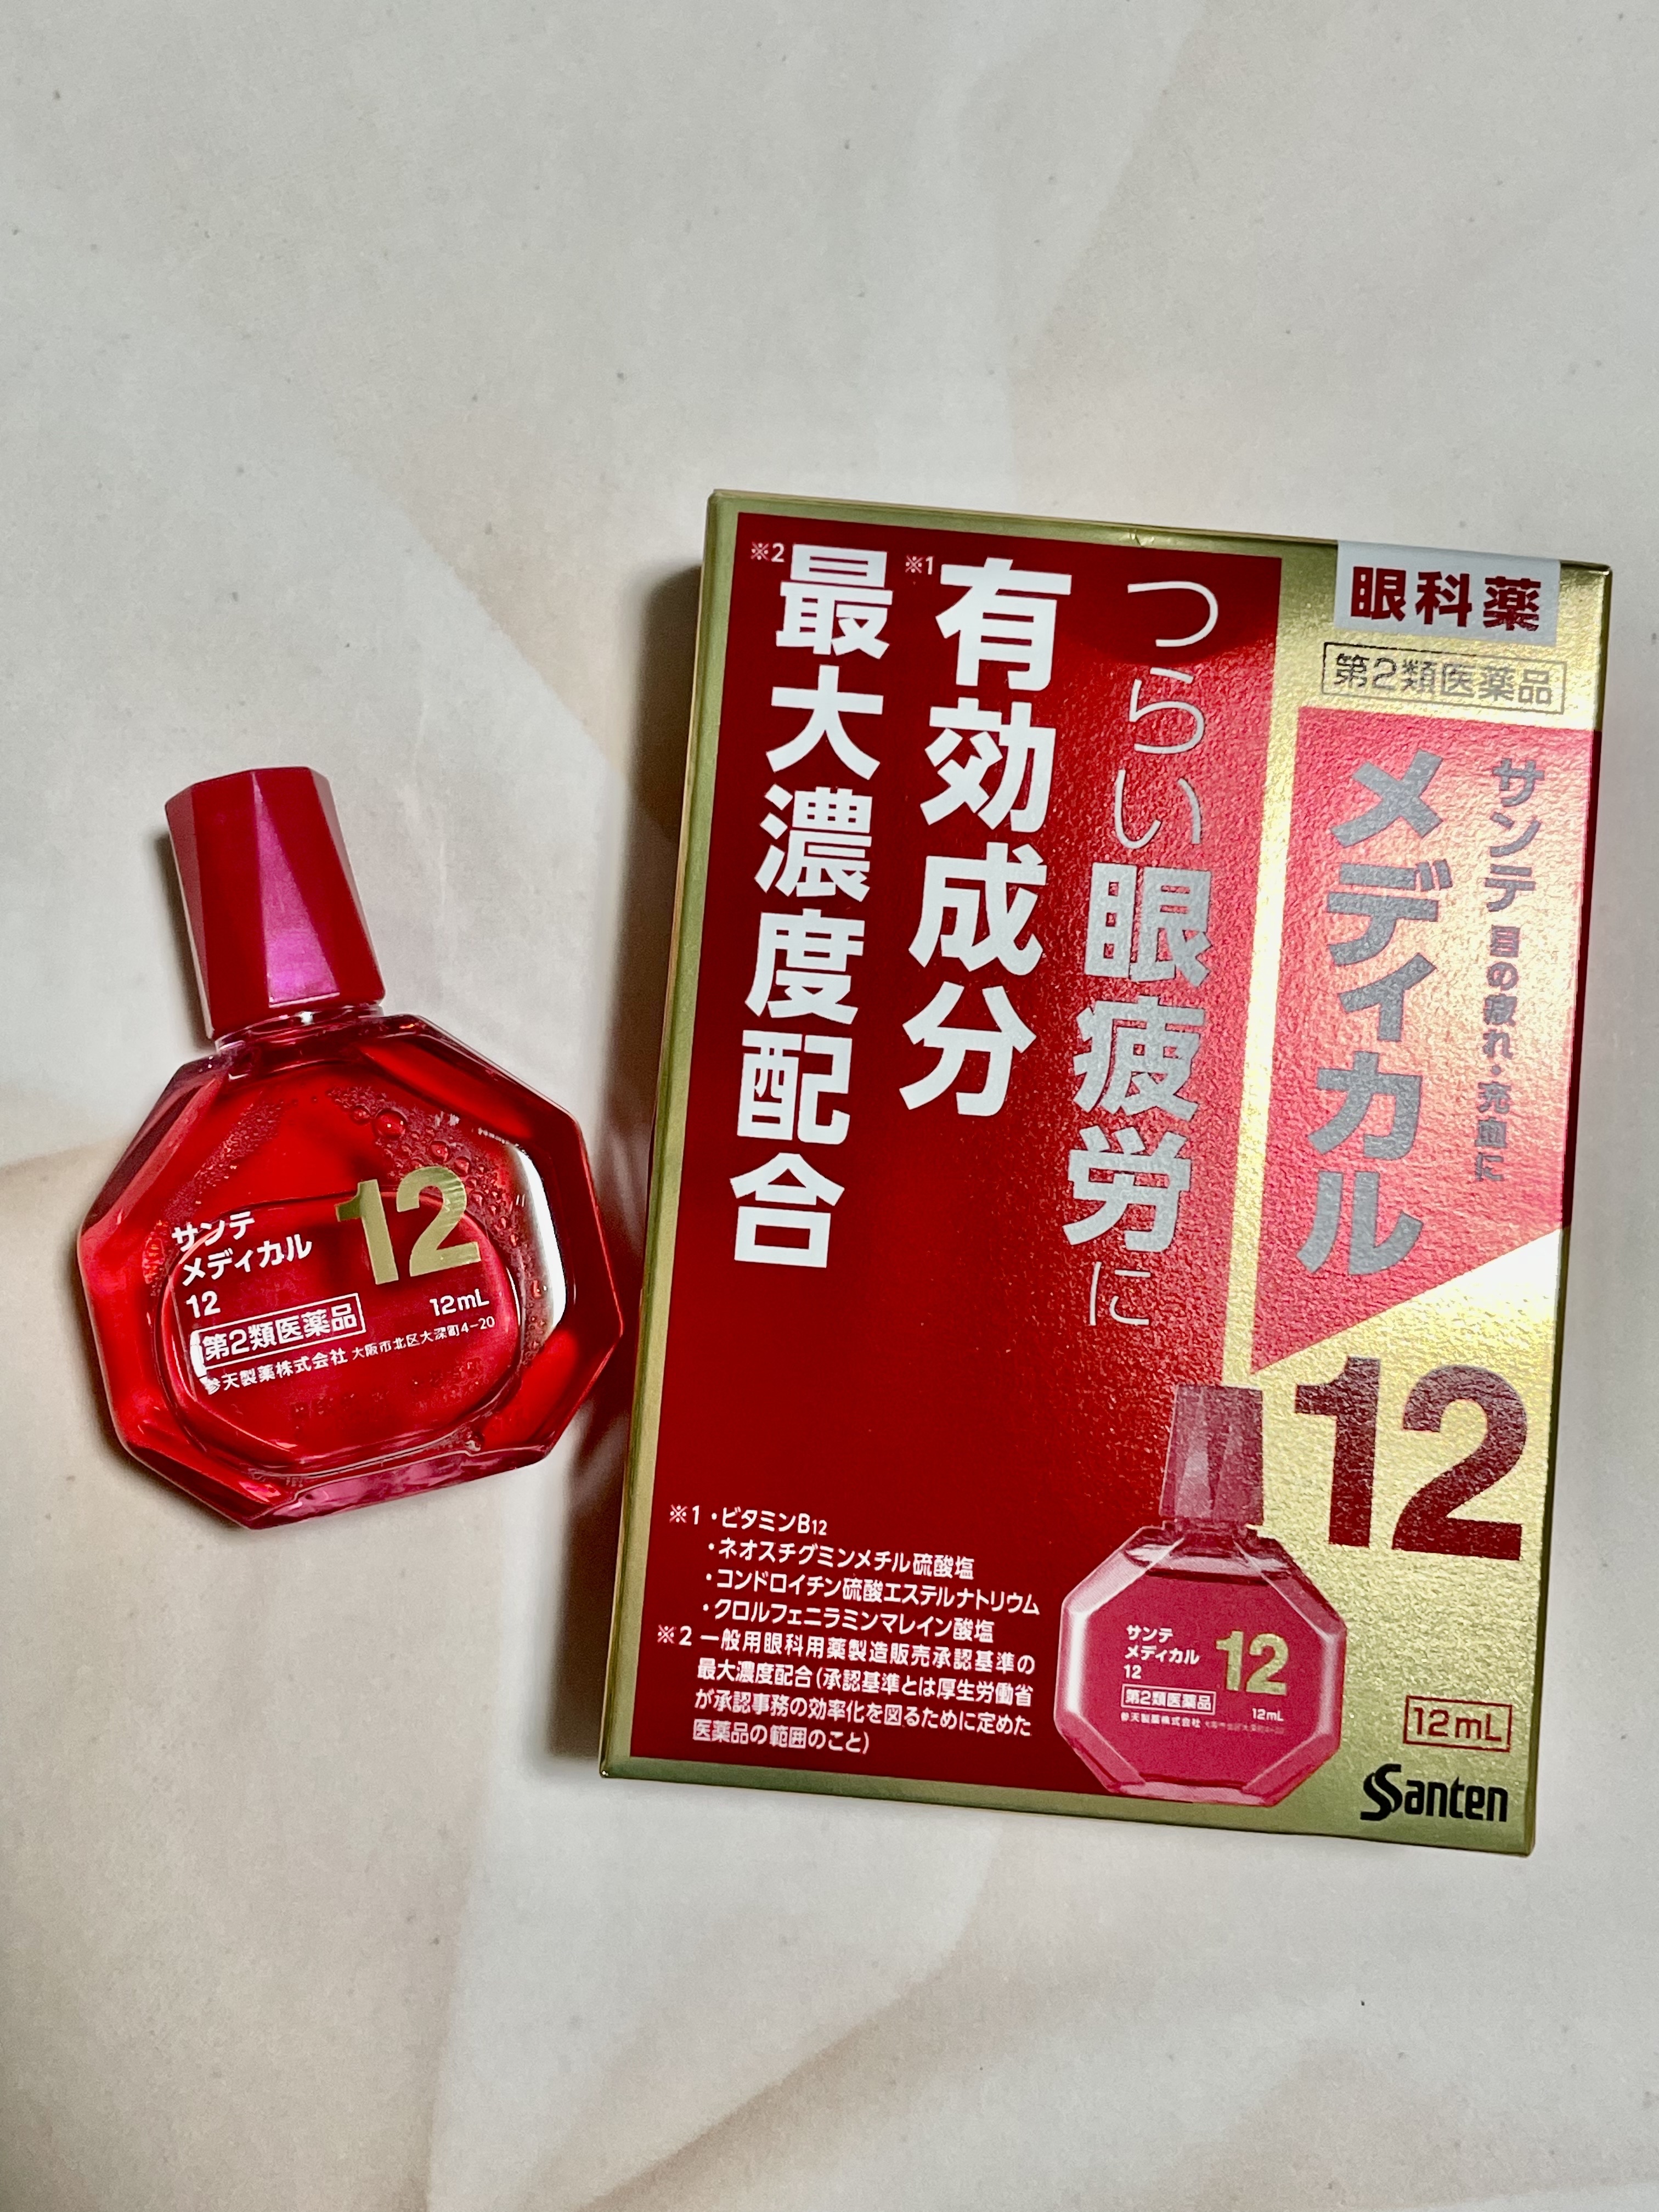 眼科薬
第2類医薬品
サンテ 目の疲れ・充血に
メディカル
12
12mL
Santen
つらい眼疲労に
※1 有効成分
※2 最大濃度配合
※1・ビタミンB12
・ネオスチグミンメチル硫酸塩
・コンドロイチン硫酸エステルナトリウム
・クロルフェニラミンマレイン酸塩
※2 一般用眼科用薬製造販売承認基準の
最大濃度配合(承認基準とは厚生労働省
が承認事務の効率化を図るために定めた
医薬品の範囲のこと)
サンテ
メディカル
12
12
第2類医薬品
12mL
参天製薬株式会社
サンテ
メディカル
12
12
第2類医薬品
12mL
参天製薬株式会社 大阪市北区大深町4-20